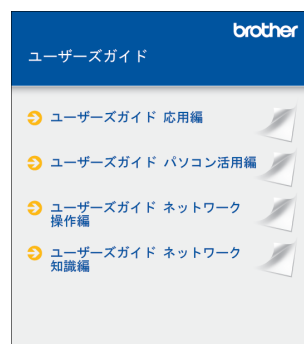 brother
ユーザーズガイド
ユーザーズガイド 応用編
ユーザーズガイド パソコン活用編
ユーザーズガイド ネットワーク
操作編
ユーザーズガイド ネットワーク
知識編